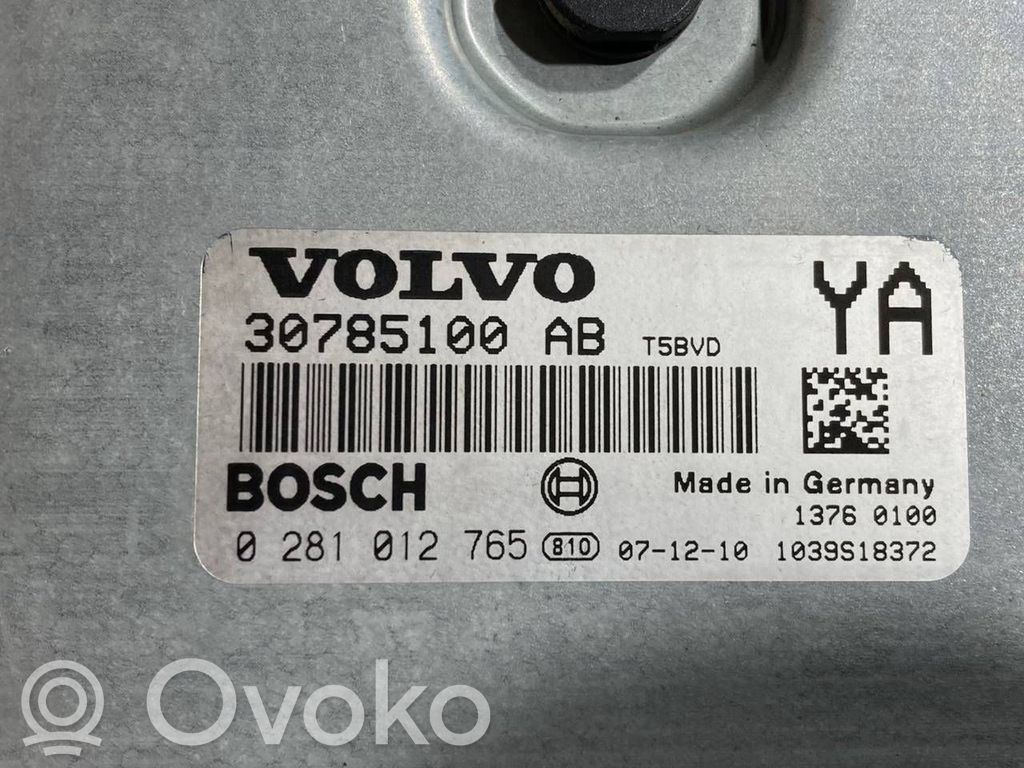 VOLVO
YA
30785100 AB T5BVD
BOSCH
Made in Germany
1376 0100
0 281 012 765 810 07-12-10 1039S18372
Ovoko